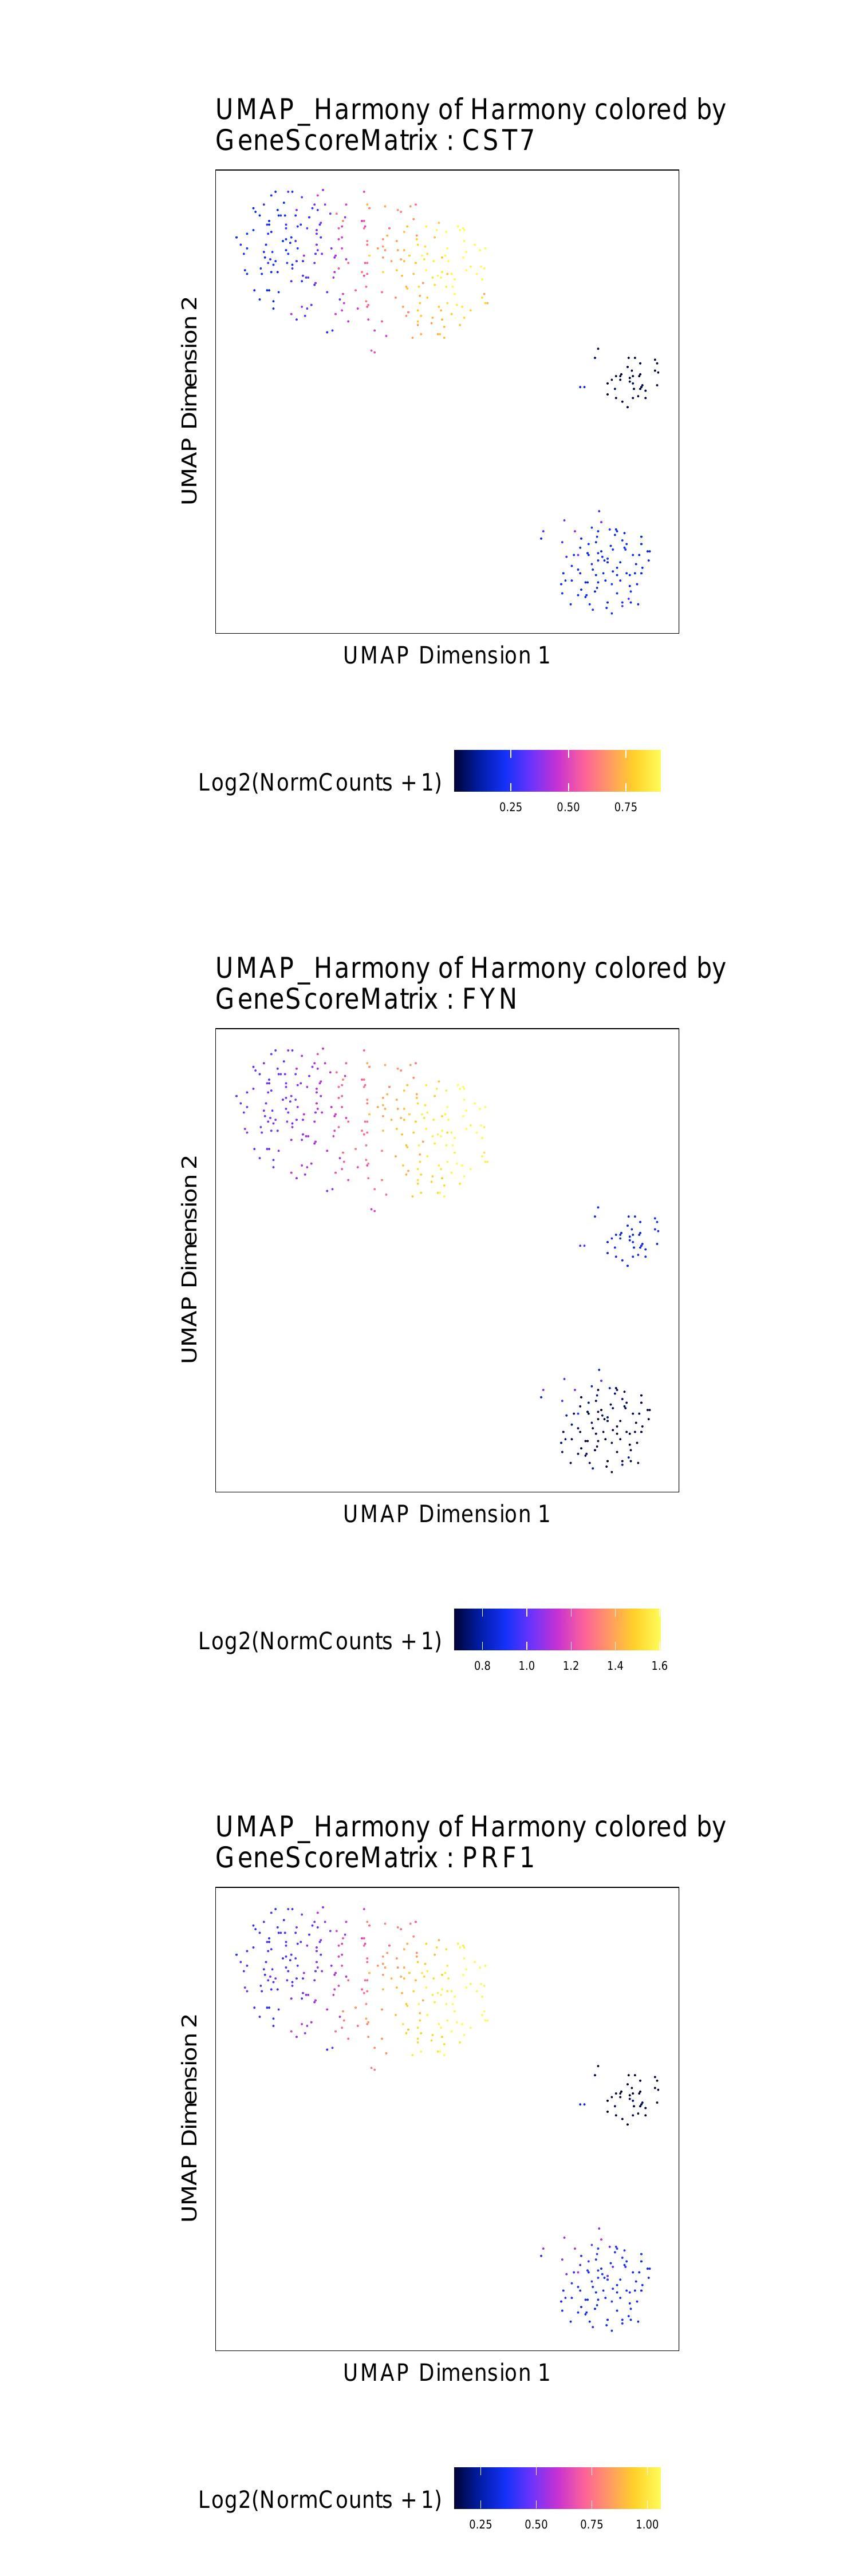 UMAP_Harmony of Harmony colored by
GeneScoreMatrix : CST7
UMAP Dimension 2
UMAP Dimension 1
Log2(NormCounts + 1)
0.25 0.50 0.75
UMAP_Harmony of Harmony colored by
GeneScoreMatrix : FYN
UMAP Dimension 2
UMAP Dimension 1
Log2(NormCounts + 1)
0.8 1.0 1.2 1.4 1.6
UMAP_Harmony of Harmony colored by
GeneScoreMatrix : PRF1
UMAP Dimension 2
UMAP Dimension 1
Log2(NormCounts + 1)
0.25 0.50 0.75 1.00